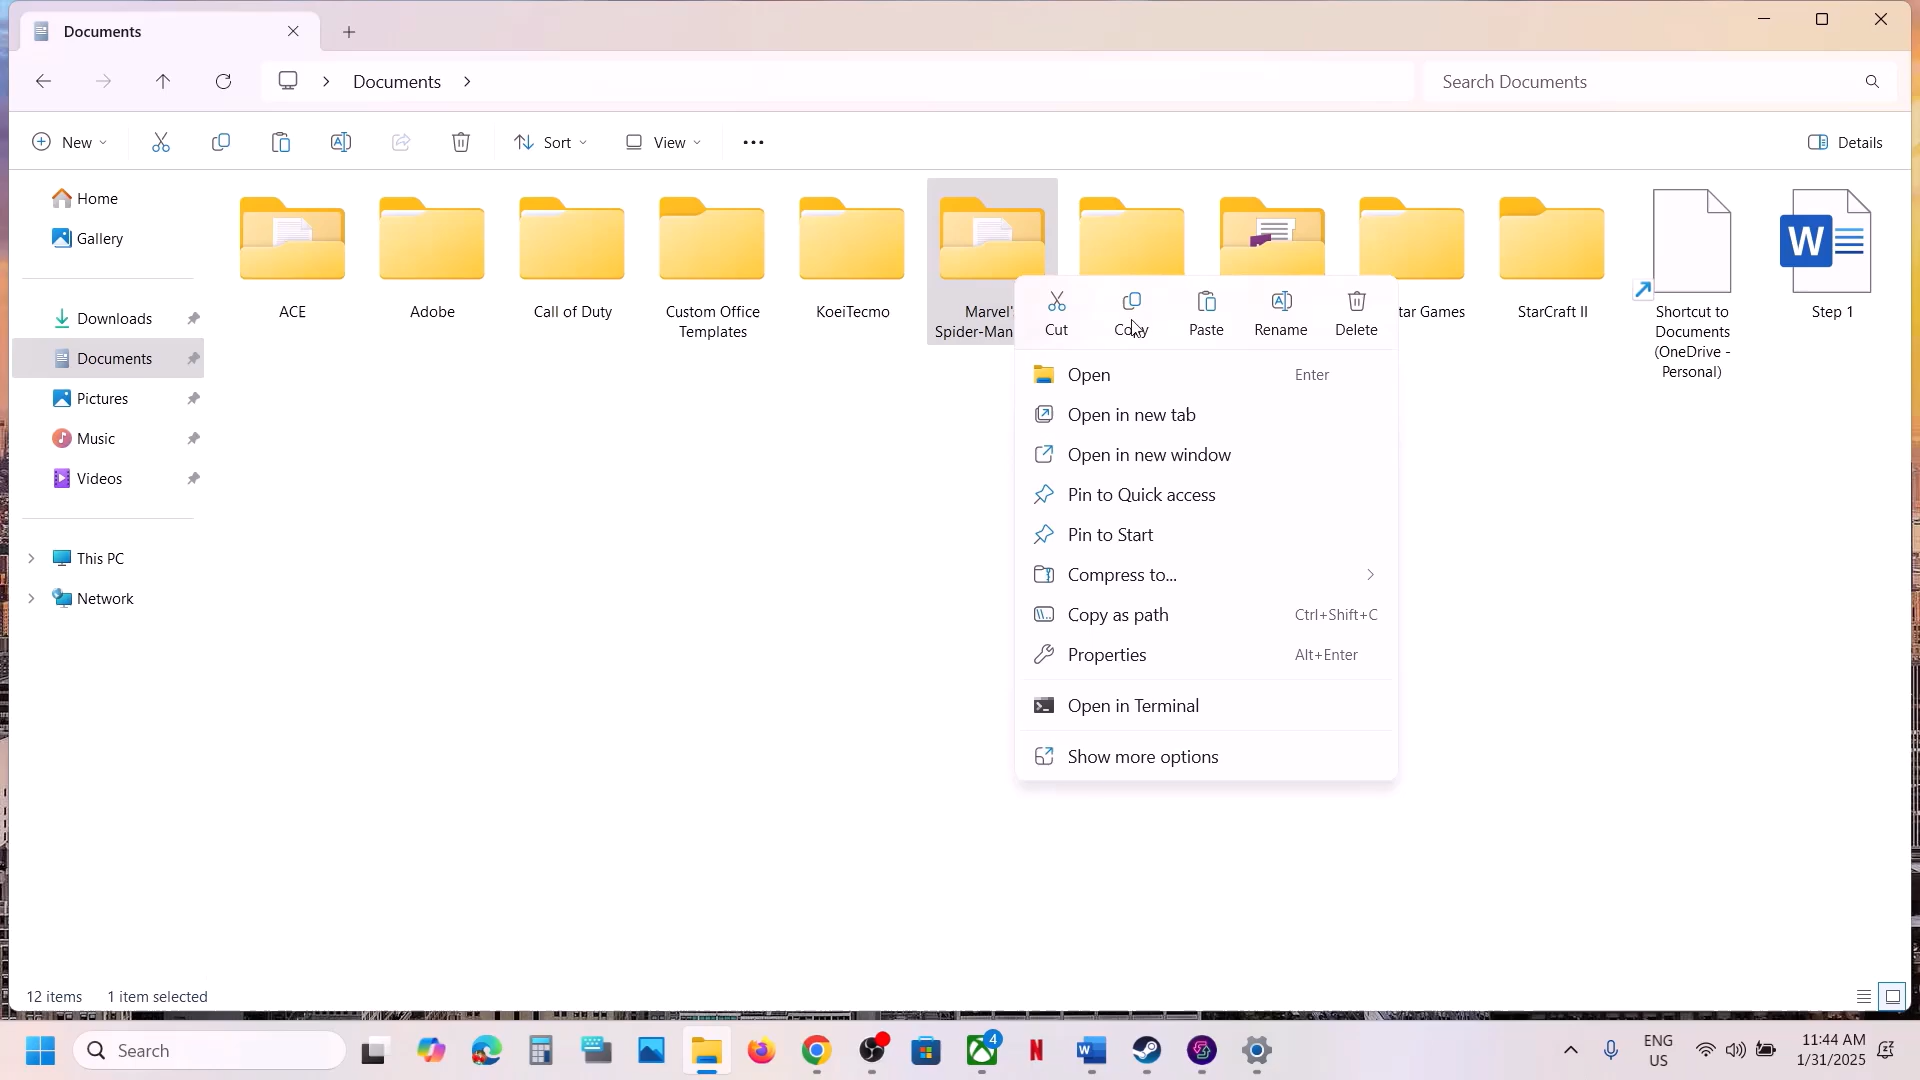 Documents
Documents
Search Documents
New
Sort
View
Details
Home
Gallery
Downloads
Documents
Pictures
Music
Videos
This PC
Network
ACE
Adobe
Call of Duty
Custom Office
Templates
KoeiTecmo
Marvel'
Spider-Man
tar Games
StarCraft II
Shortcut to
Documents
(OneDrive -
Personal)
W
Step 1
Cut
Copy
Paste
Rename
Delete
Open Enter
Open in new tab
Open in new window
Pin to Quick access
Pin to Start
Compress to...
Copy as path Ctrl+Shift+C
Properties Alt+Enter
Open in Terminal
Show more options
12 items 1 item selected
Search
4
N
W
ENG
US
11:44 AM
1/31/2025